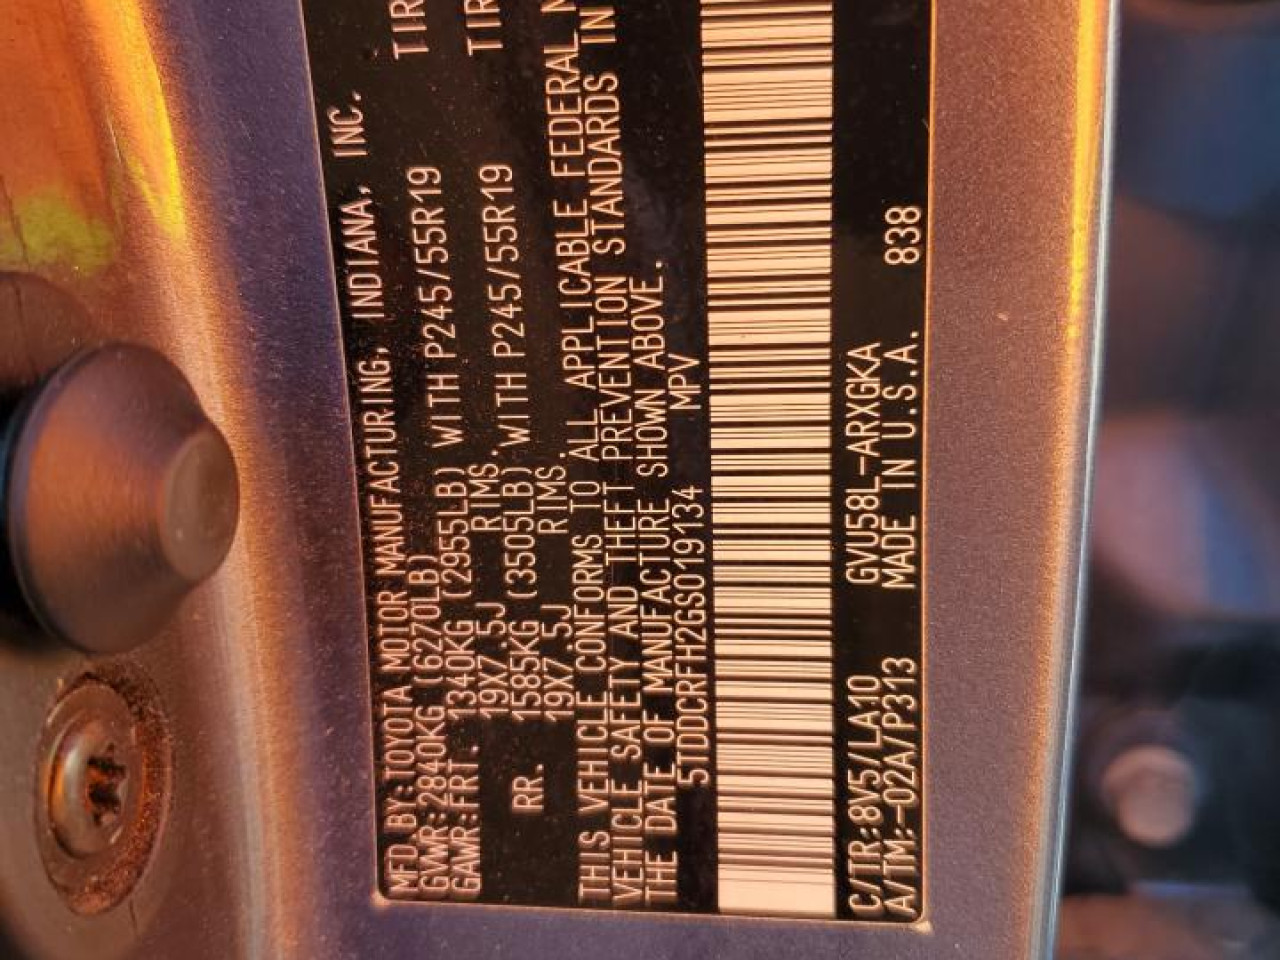 MFD.BY:TOYOTA MOTOR MANUFACTURING, INDIANA, INC.
GVWR:2840KG (6270LB)
GAWR:FRT. 1340KG (2955LB) WITH P245/55R19 TIR
19X7.5J RIMS.
RR. 1585KG (3505LB) WITH P245/55R19 TIR
19X7.5J RIMS.
THIS VEHICLE CONFORMS TO ALL APPLICABLE FEDERAL
VEHICLE SAFETY AND THEFT PREVENTION STANDARDS IN
THE DATE OF MANUFACTURE SHOWN ABOVE.
5TDDCRFH2GS019134 MPV
C/TR:8V5/LA10 GVU58L-ARXGKA
A/TM:-02A/P313 MADE IN U.S.A. 838